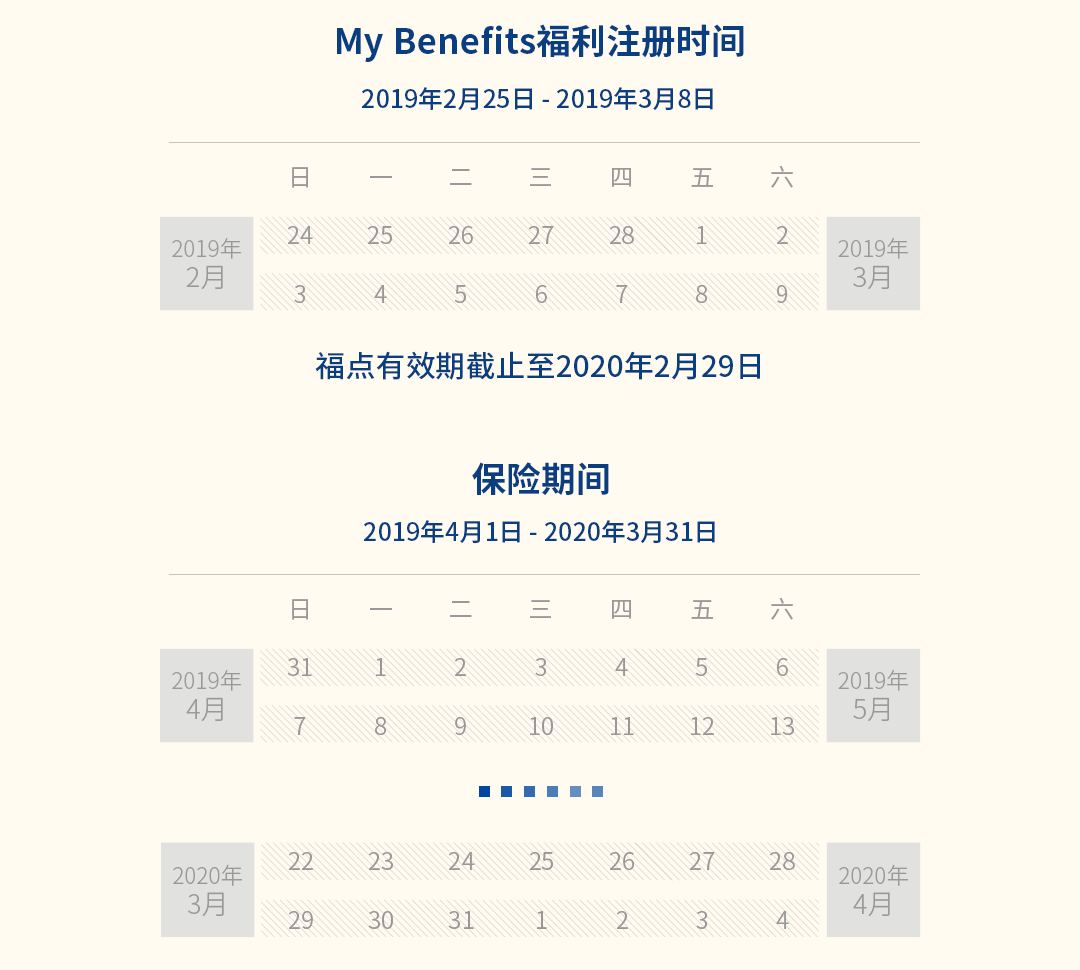 My Benefits福利注册时间
2019年2月25日 - 2019年3月8日
日 一 二 三 四 五 六
2019年
2月
24 25 26 27 28 1 2
3 4 5 6 7 8 9
2019年
3月
福点有效期截止至2020年2月29日
保险期间
2019年4月1日 - 2020年3月31日
日 一 二 三 四 五 六
2019年
4月
31 1 2 3 4 5 6
7 8 9 10 11 12 13
2019年
5月
2020年
3月
22 23 24 25 26 27 28
29 30 31 1 2 3 4
2020年
4月